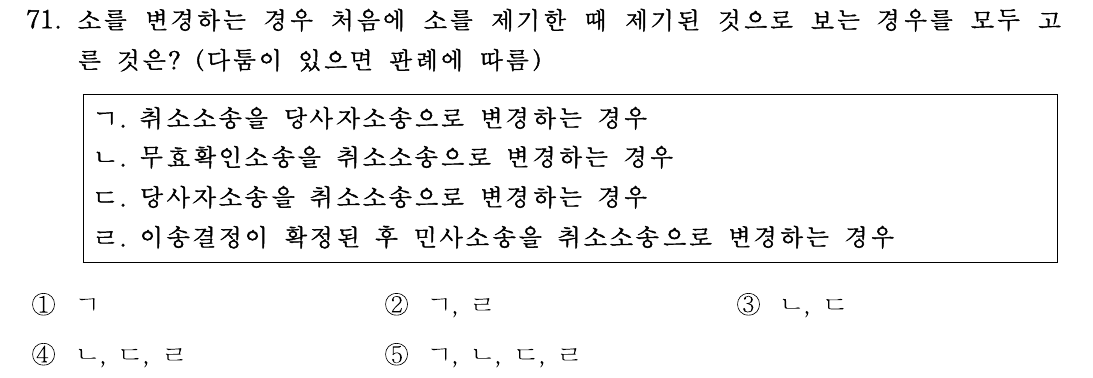 71. 소를 변경하는 경우 처음에 소를 제기한 때 제기된 것으로 보는 경우를 모두 고
른 것은? (다툼이 있으면 판례에 따름)
ㄱ. 취소소송을 당사자소송으로 변경하는 경우
ㄴ. 무효확인소송을 취소소송으로 변경하는 경우
ㄷ. 당사자소송을 취소소송으로 변경하는 경우
ㄹ. 이송결정이 확정된 후 민사소송을 취소소송으로 변경하는 경우
① ㄱ ② ㄱ, ㄹ ③ ㄴ, ㄷ
④ ㄴ, ㄷ, ㄹ ⑤ ㄱ, ㄴ, ㄷ, ㄹ